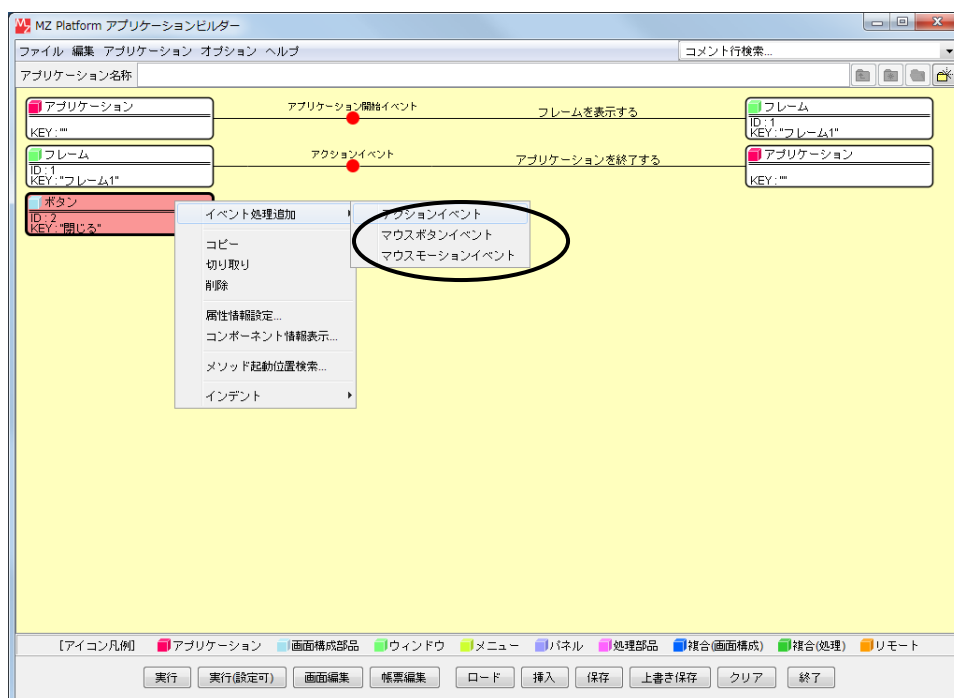 MZ Platform アプリケーションビルダー
ファイル 編集 アプリケーション オプション ヘルプ
コメント行検索...
アプリケーション名称
アプリケーション
KEY:""
アプリケーション開始イベント
フレームを表示する
フレーム
ID:1
KEY:"フレーム1"
フレーム
ID:1
KEY:"フレーム1"
アクションイベント
アプリケーションを終了する
アプリケーション
KEY:""
ボタン
ID:2
KEY:"閉じる"
イベント処理追加
アクションイベント
マウスボタンイベント
マウスモーションイベント
コピー
切り取り
削除
属性情報設定...
コンポーネント情報表示...
メソッド起動位置検索...
インデント
[アイコン凡例] アプリケーション 画面構成部品 ウィンドウ メニュー パネル 処理部品 複合(画面構成) 複合(処理) リモート
実行 実行(設定可) 画面編集 帳票編集 ロード 挿入 保存 上書き保存 クリア 終了